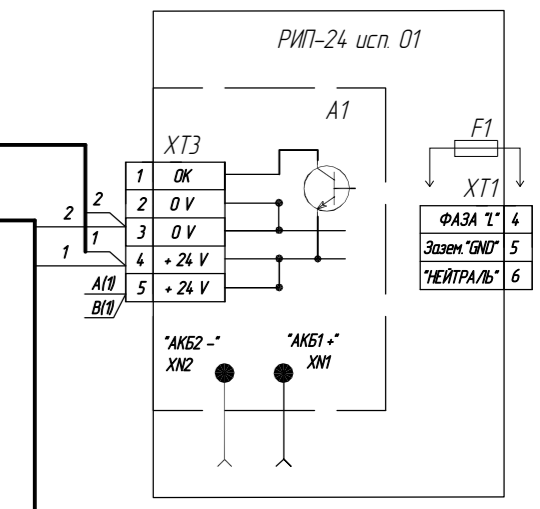 РИП-24 исп. 01
A1
F1
XT3
XT1
1 OK
2 0 V
3 0 V
4 + 24 V
5 + 24 V
2
2
1
1
A(1)
B(1)
ФАЗА "L" 4
Зазем."GND" 5
"НЕЙТРАЛЬ" 6
"АКБ2 -"
XN2
"АКБ1 +"
XN1